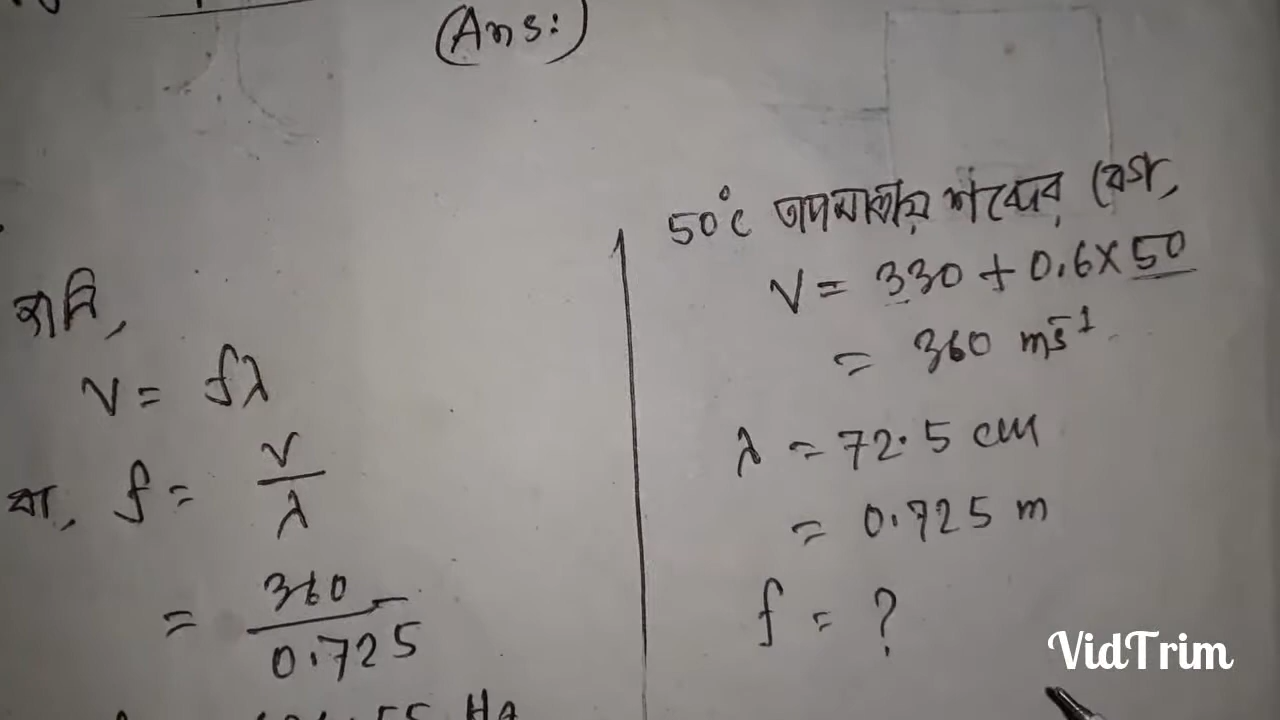 (Ans:)
জানি,
v = fλ
বা, f = v/λ
= 360/0.725
50°c তাপমাত্রায় শব্দের বেগ,
v = 330 + 0.6×50
= 360 ms⁻¹
λ = 72.5 cm
= 0.725 m
f = ?
VidTrim